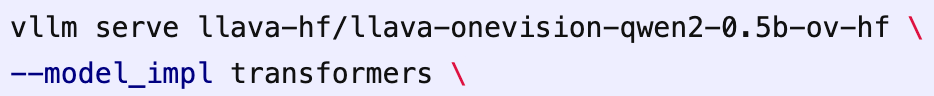 vllm serve llava-hf/llava-onevision-qwen2-0.5b-ov-hf \
--model_impl transformers \